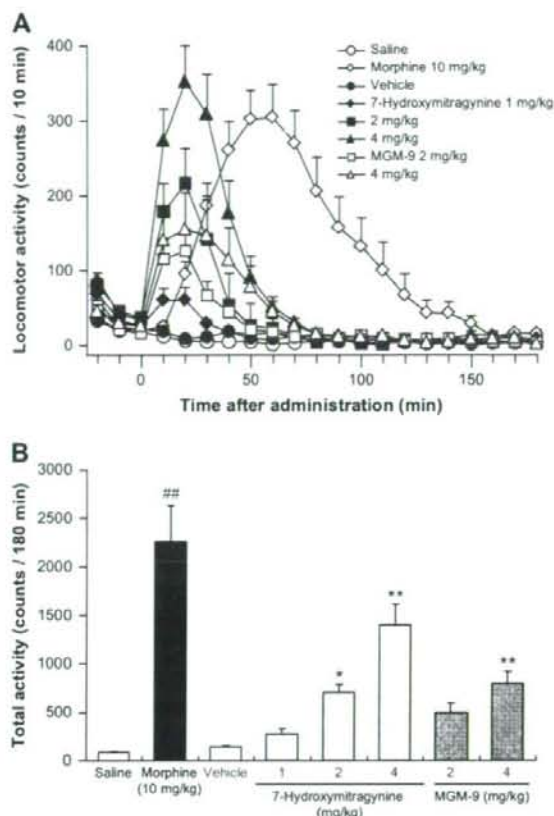 A
Locomotor activity (counts / 10 min)
400
300
200
100
0
Saline
Morphine 10 mg/kg
Vehicle
7-Hydroxymitragynine 1 mg/kg
2 mg/kg
4 mg/kg
MGM-9 2 mg/kg
4 mg/kg
0 50 100 150
Time after administration (min)
B
Total activity (counts / 180 min)
3000
2500
2000
1500
1000
500
0
##
*
**
**
Saline Morphine Vehicle 1 2 4 2 4
(10 mg/kg) 7-Hydroxymitragynine MGM-9 (mg/kg)
(mg/kg)